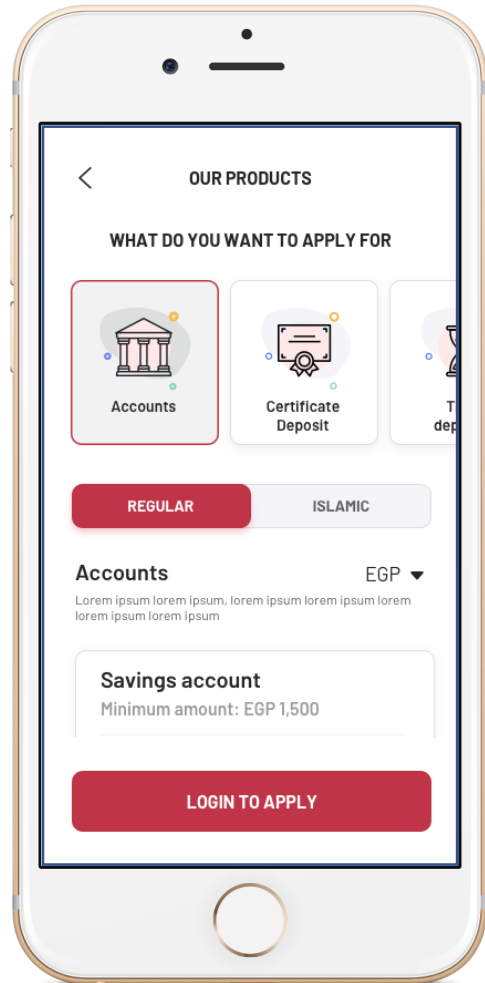 OUR PRODUCTS
WHAT DO YOU WANT TO APPLY FOR
Accounts
Certificate
Deposit
REGULAR
ISLAMIC
Accounts
EGP
Lorem ipsum lorem ipsum, lorem ipsum lorem ipsum lorem
lorem ipsum lorem ipsum
Savings account
Minimum amount: EGP 1,500
LOGIN TO APPLY